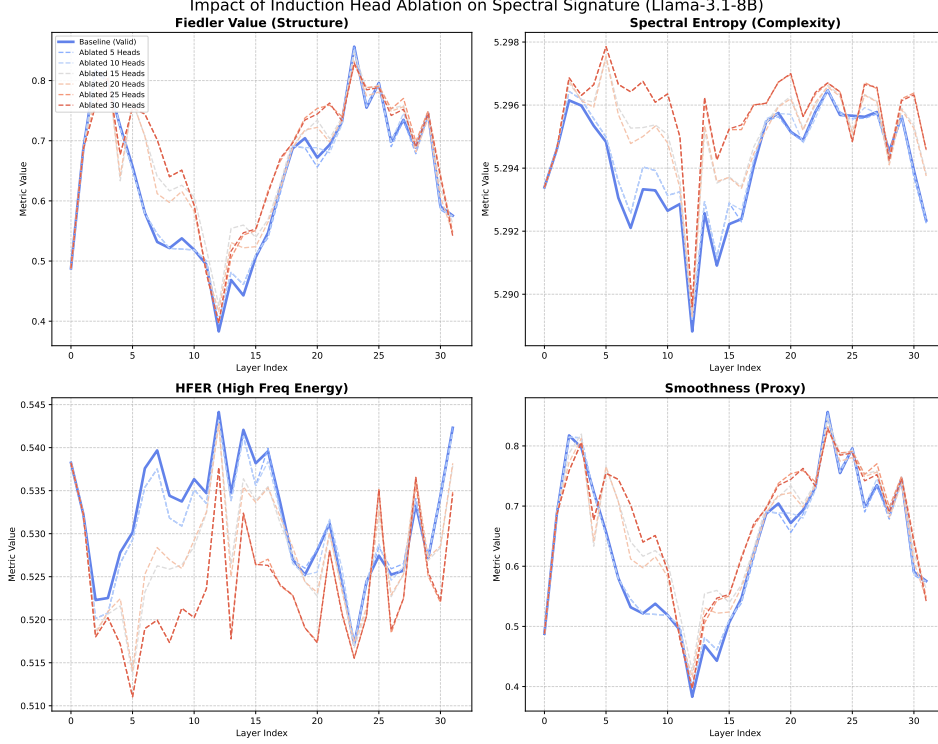 Impact of Induction Head Ablation on Spectral Signature (Llama-3.1-8B)
Fiedler Value (Structure)
Baseline (Valid)
Ablated 5 Heads
Ablated 10 Heads
Ablated 15 Heads
Ablated 20 Heads
Ablated 25 Heads
Ablated 30 Heads
Metric Value
0.8
0.7
0.6
0.5
0.4
0 5 10 15 20 25 30
Layer Index
Spectral Entropy (Complexity)
Metric Value
5.298
5.296
5.294
5.292
5.290
0 5 10 15 20 25 30
Layer Index
HFER (High Freq Energy)
Metric Value
0.545
0.540
0.535
0.530
0.525
0.520
0.515
0.510
0 5 10 15 20 25 30
Layer Index
Smoothness (Proxy)
Metric Value
0.8
0.7
0.6
0.5
0.4
0 5 10 15 20 25 30
Layer Index